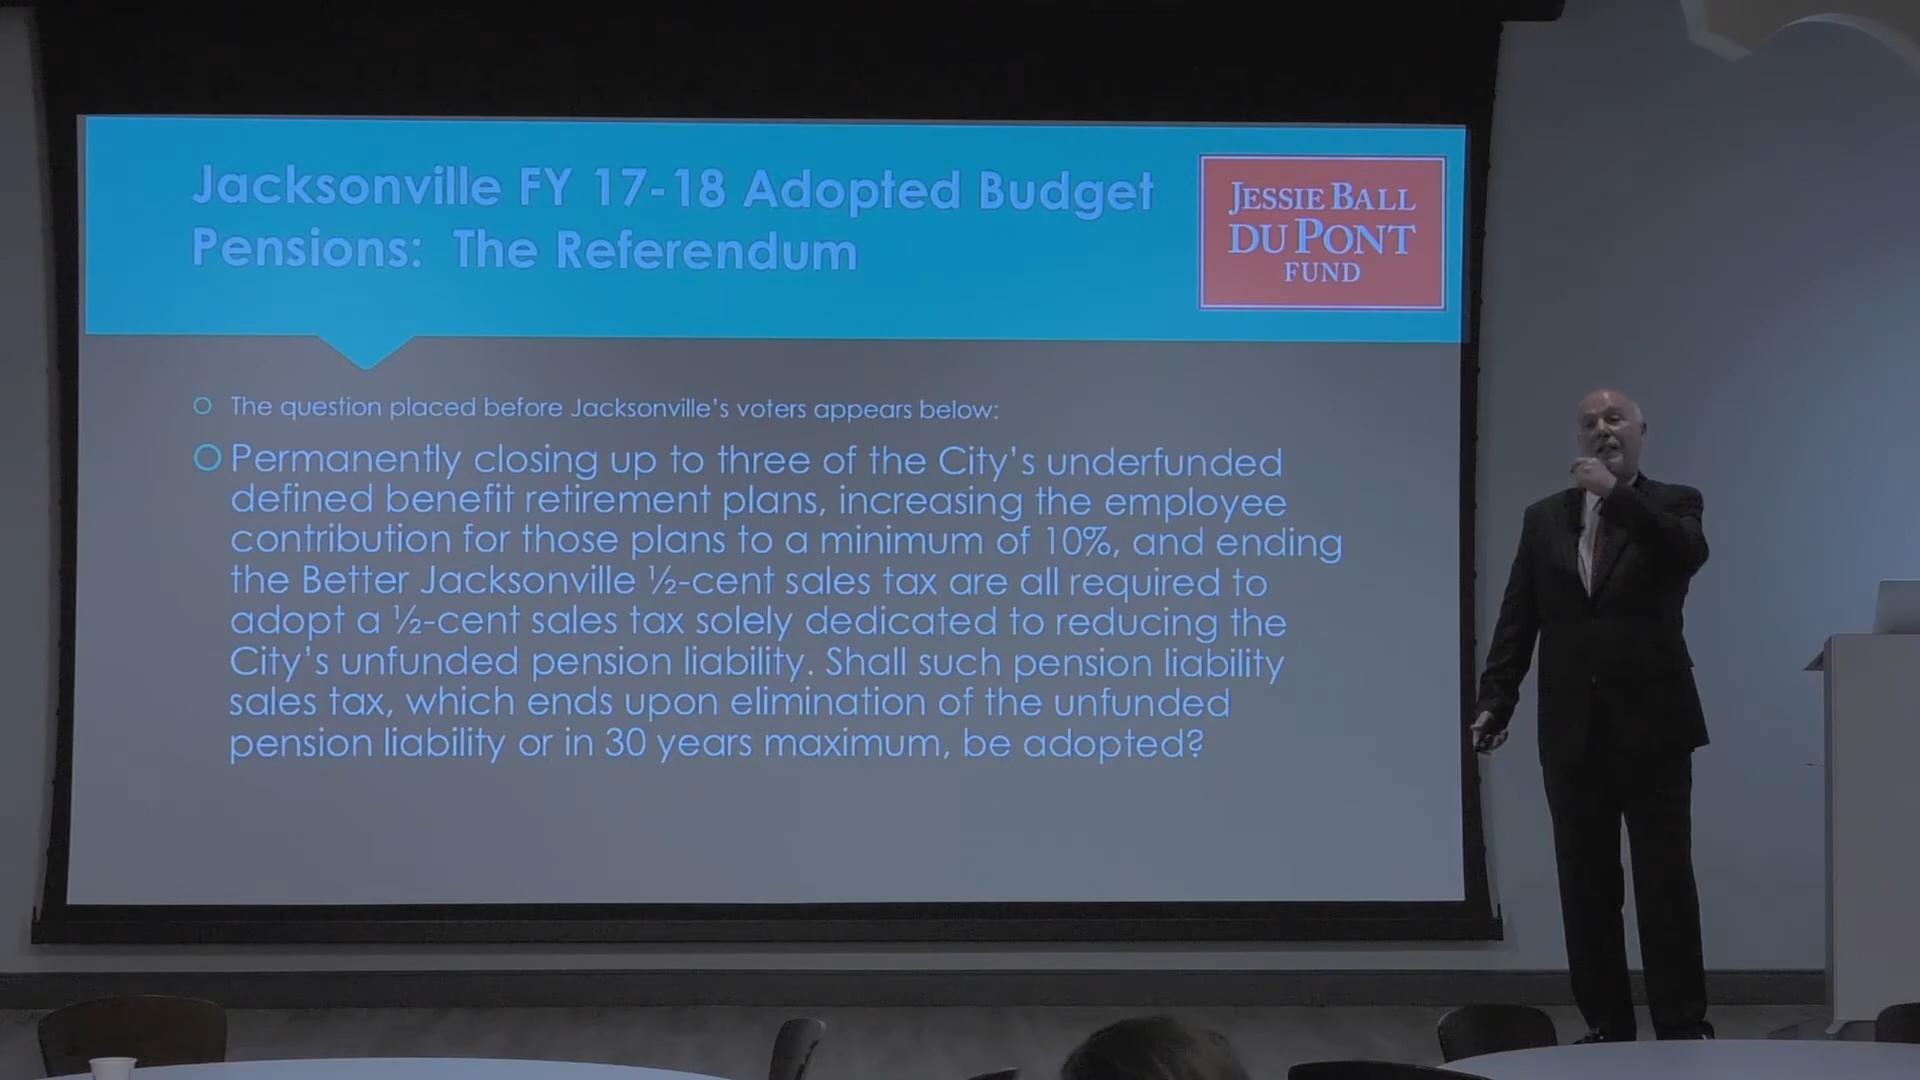 Jacksonville FY 17-18 Adopted Budget
Pensions: The Referendum
JESSIE BALL
DU PONT
FUND
The question placed before Jacksonville's voters appears below:
Permanently closing up to three of the City's underfunded
defined benefit retirement plans, increasing the employee
contribution for those plans to a minimum of 10%, and ending
the Better Jacksonville ½-cent sales tax are all required to
adopt a ½-cent sales tax solely dedicated to reducing the
City's unfunded pension liability. Shall such pension liability
sales tax, which ends upon elimination of the unfunded
pension liability or in 30 years maximum, be adopted?